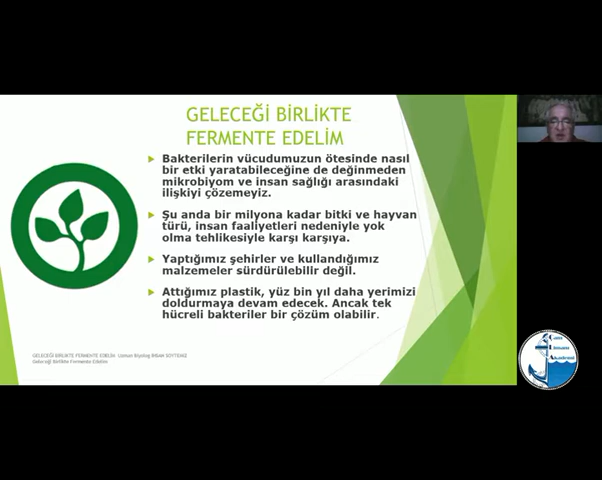 GELECEĞİ BİRLİKTE
FERMENTE EDELİM
Bakterilerin vücudumuzun ötesinde nasıl
bir etki yaratabileceğine de değinmeden
mikrobiyom ve insan sağlığı arasındaki
ilişkiyi çözemeyiz.
Şu anda bir milyona kadar bitki ve hayvan
türü, insan faaliyetleri nedeniyle yok
olma tehlikesiyle karşı karşıya.
Yaptığımız şehirler ve kullandığımız
malzemeler sürdürülebilir değil.
Attığımız plastik, yüz bin yıl daha yerimizi
doldurmaya devam edecek. Ancak tek
hücreli bakteriler bir çözüm olabilir.
GELECEĞİ BİRLİKTE FERMENTE EDELİM Uzman Biyolog
Geleceği Birlikte Fermente Edelim